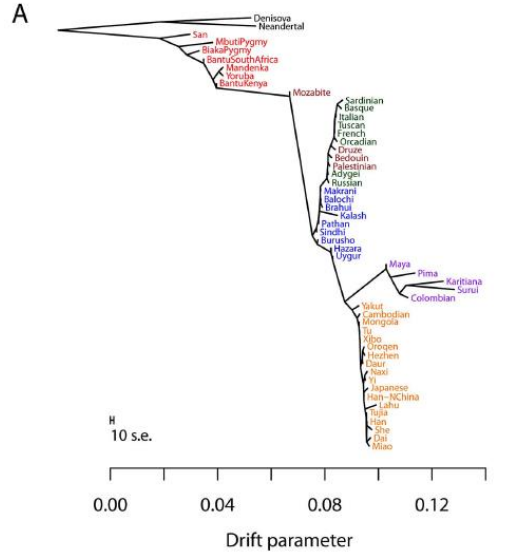 A
Denisova
Neandertal
San
MbutiPygmy
BiakaPygmy
BantuSouthAfrica
Mandenka
Yoruba
BantuKenya
Mozabite
Sardinian
Basque
Italian
Tuscan
French
Orcadian
Druze
Bedouin
Palestinian
Adygei
Russian
Makrani
Balochi
Brahui
Kalash
Pathan
Sindhi
Burusho
Hazara
Uygur
Maya
Pima
Karitiana
Surui
Colombian
Yakut
Cambodian
Mongola
Tu
Xibo
Oroqen
Hezhen
Daur
Naxi
Yi
Japanese
Han-NChina
Lahu
Tujia
Han
She
Dai
Miao
10 s.e.
0.00 0.04 0.08 0.12
Drift parameter